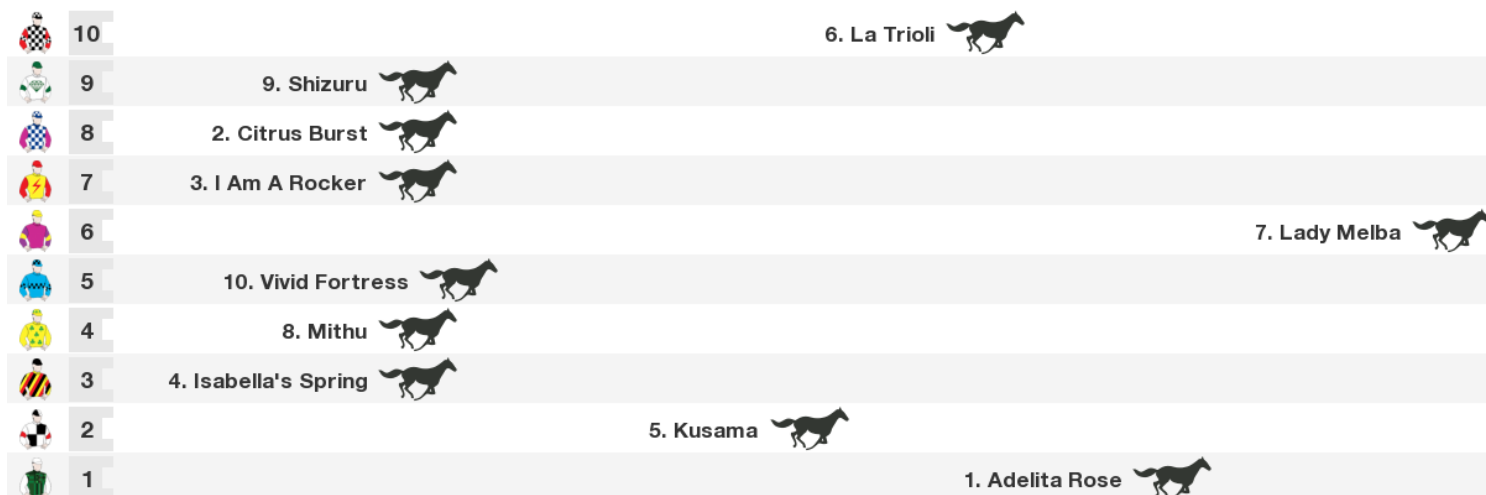 10 6. La Trioli
9 9. Shizuru
8 2. Citrus Burst
7 3. I Am A Rocker
6 7. Lady Melba
5 10. Vivid Fortress
4 8. Mithu
3 4. Isabella's Spring
2 5. Kusama
1 1. Adelita Rose